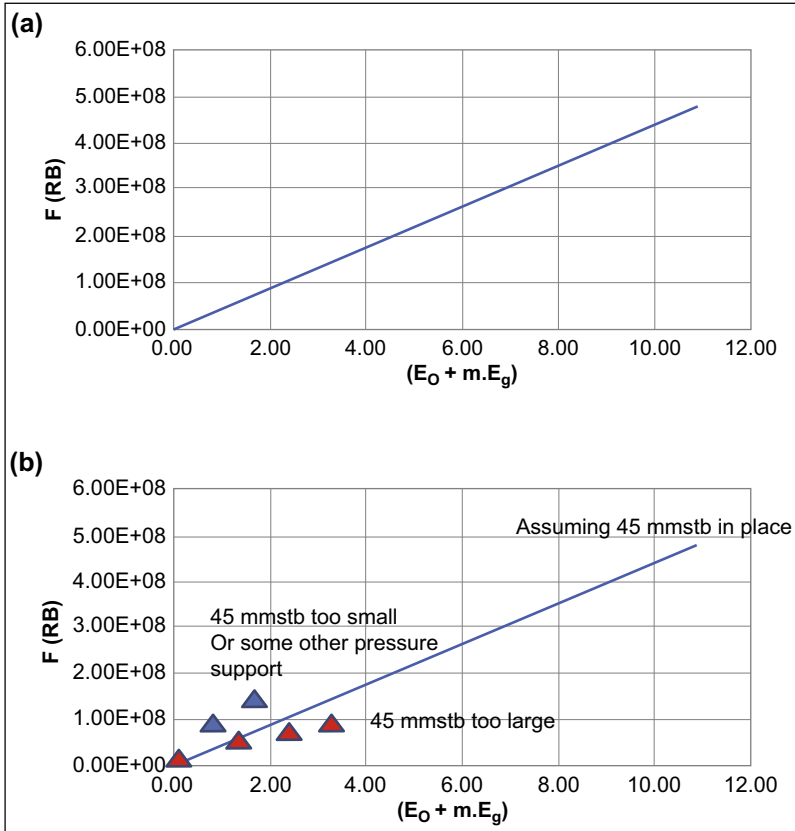 (a)
6.00E+08
5.00E+08
4.00E+08
3.00E+08
2.00E+08
1.00E+08
0.00E+00
F (RB)
0.00 2.00 4.00 6.00 8.00 10.00 12.00
(E_O + m.E_g)
(b)
6.00E+08
5.00E+08
4.00E+08
3.00E+08
2.00E+08
1.00E+08
0.00E+00
F (RB)
Assuming 45 mmstb in place
45 mmstb too small
Or some other pressure
support
45 mmstb too large
0.00 2.00 4.00 6.00 8.00 10.00 12.00
(E_O + m.E_g)